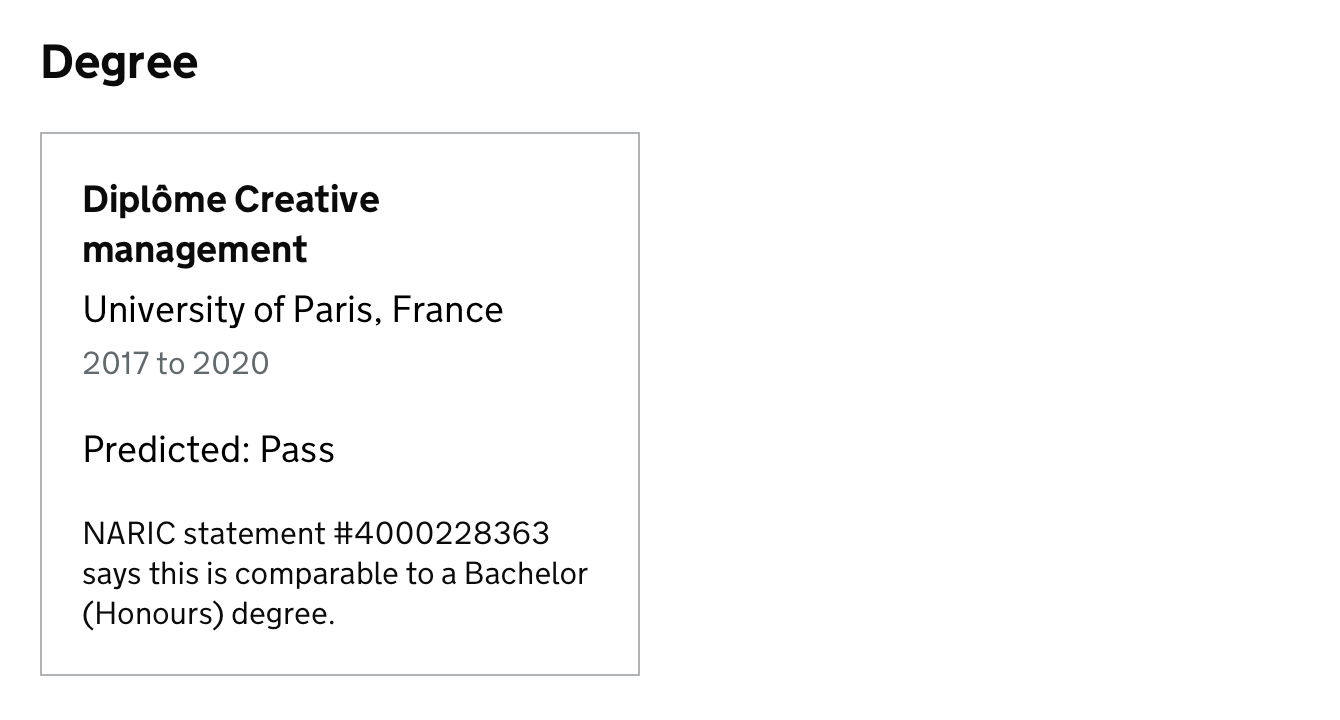 Degree
Diplôme Creative
management
University of Paris, France
2017 to 2020
Predicted: Pass
NARIC statement #4000228363
says this is comparable to a Bachelor
(Honours) degree.